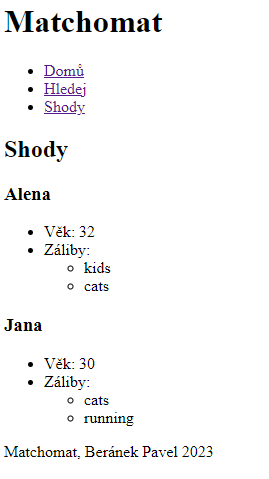 Matchomat
Domů
Hledej
Shody
Shody
Alena
Věk: 32
Záliby:
kids
cats
Jana
Věk: 30
Záliby:
cats
running
Matchomat, Beránek Pavel 2023